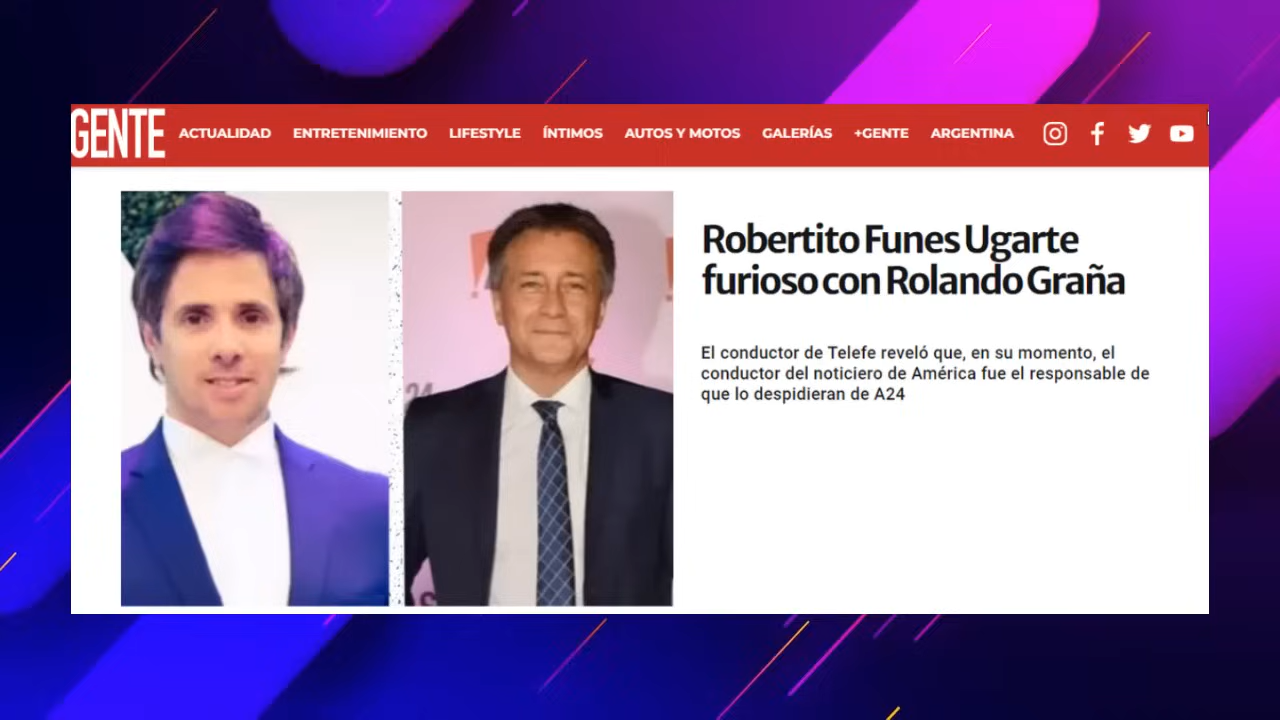 GENTE ACTUALIDAD ENTRETENIMIENTO LIFESTYLE ÍNTIMOS AUTOS Y MOTOS GALERÍAS +GENTE ARGENTINA
Robertito Funes Ugarte
furioso con Rolando Graña
El conductor de Telefe reveló que, en su momento, el
conductor del noticiero de América fue el responsable de
que lo despidieran de A24